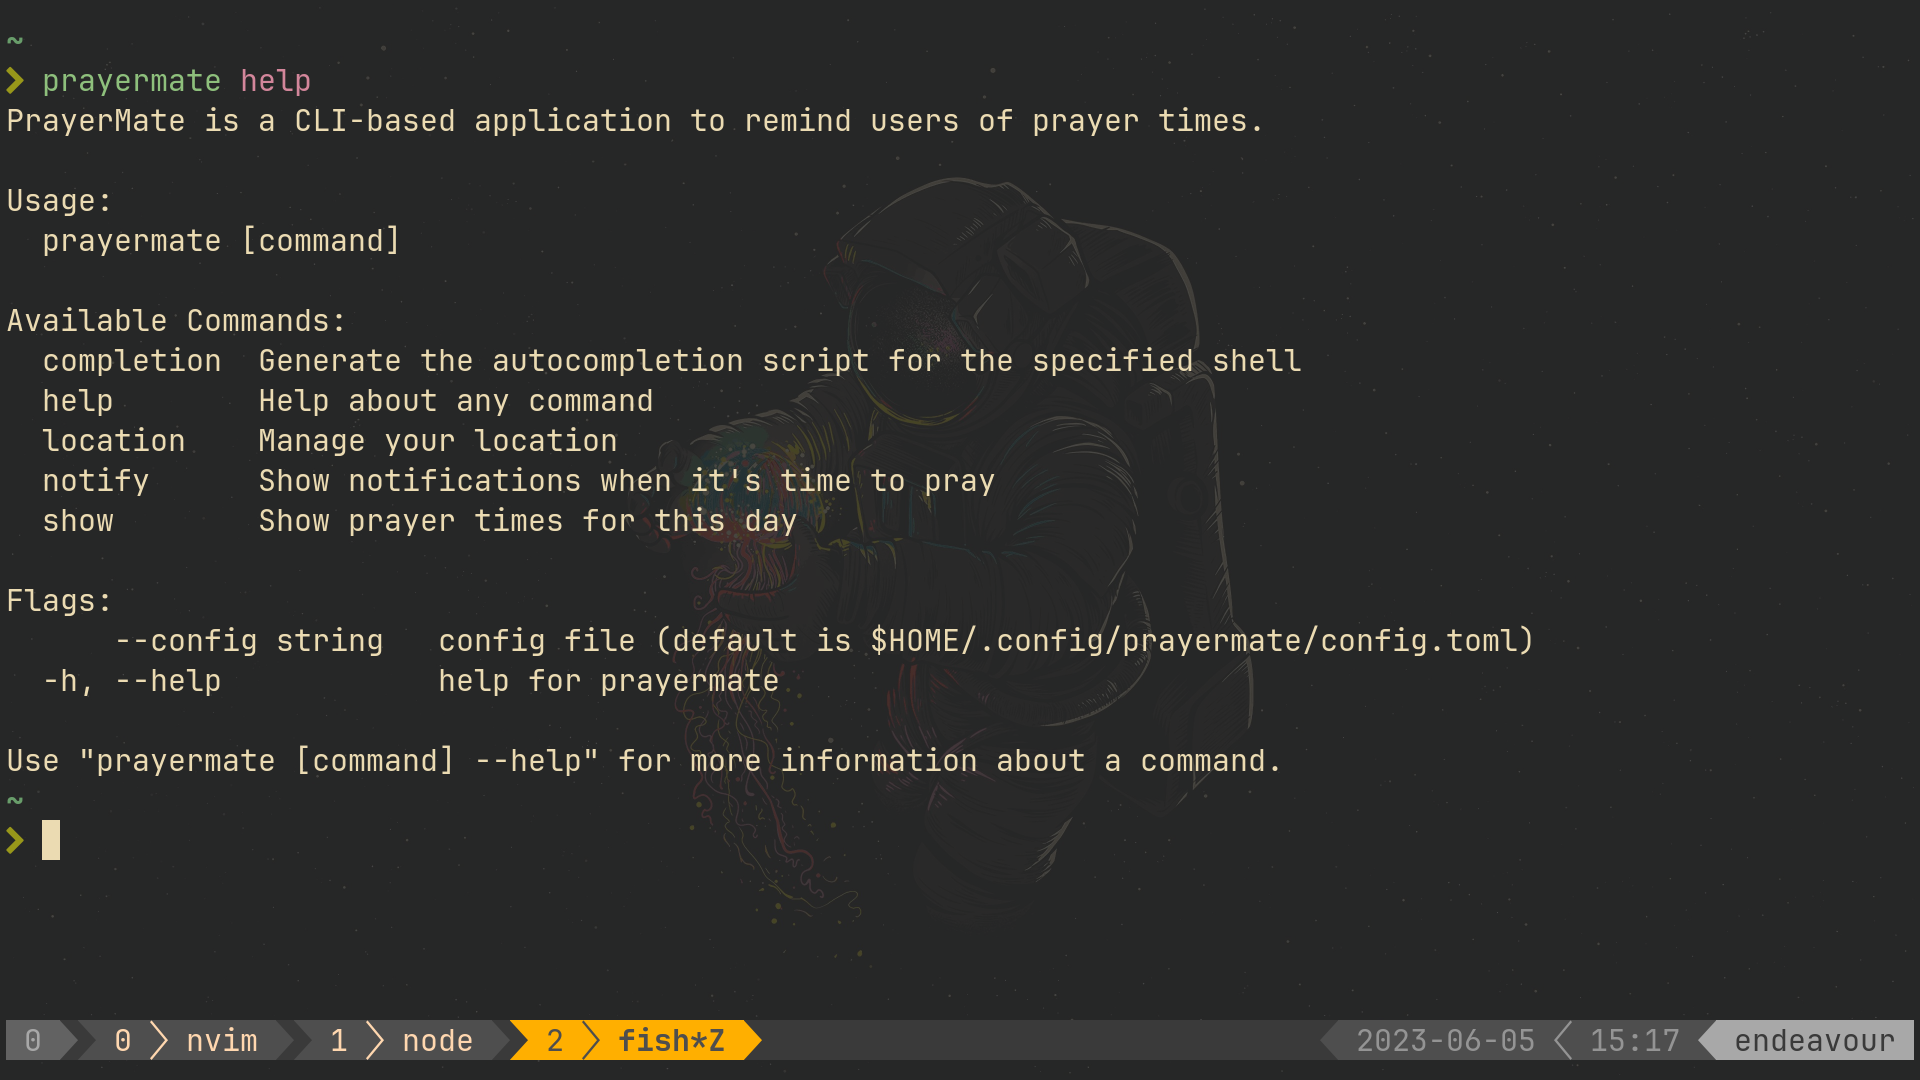 ~
❯ prayermate help
PrayerMate is a CLI-based application to remind users of prayer times.
Usage:
  prayermate [command]
Available Commands:
  completion  Generate the autocompletion script for the specified shell
  help        Help about any command
  location    Manage your location
  notify      Show notifications when it's time to pray
  show        Show prayer times for this day
Flags:
      --config string   config file (default is $HOME/.config/prayermate/config.toml)
  -h, --help            help for prayermate
Use "prayermate [command] --help" for more information about a command.
~
❯
0 0 nvim 1 node 2 fish*Z 2023-06-05 15:17 endeavour